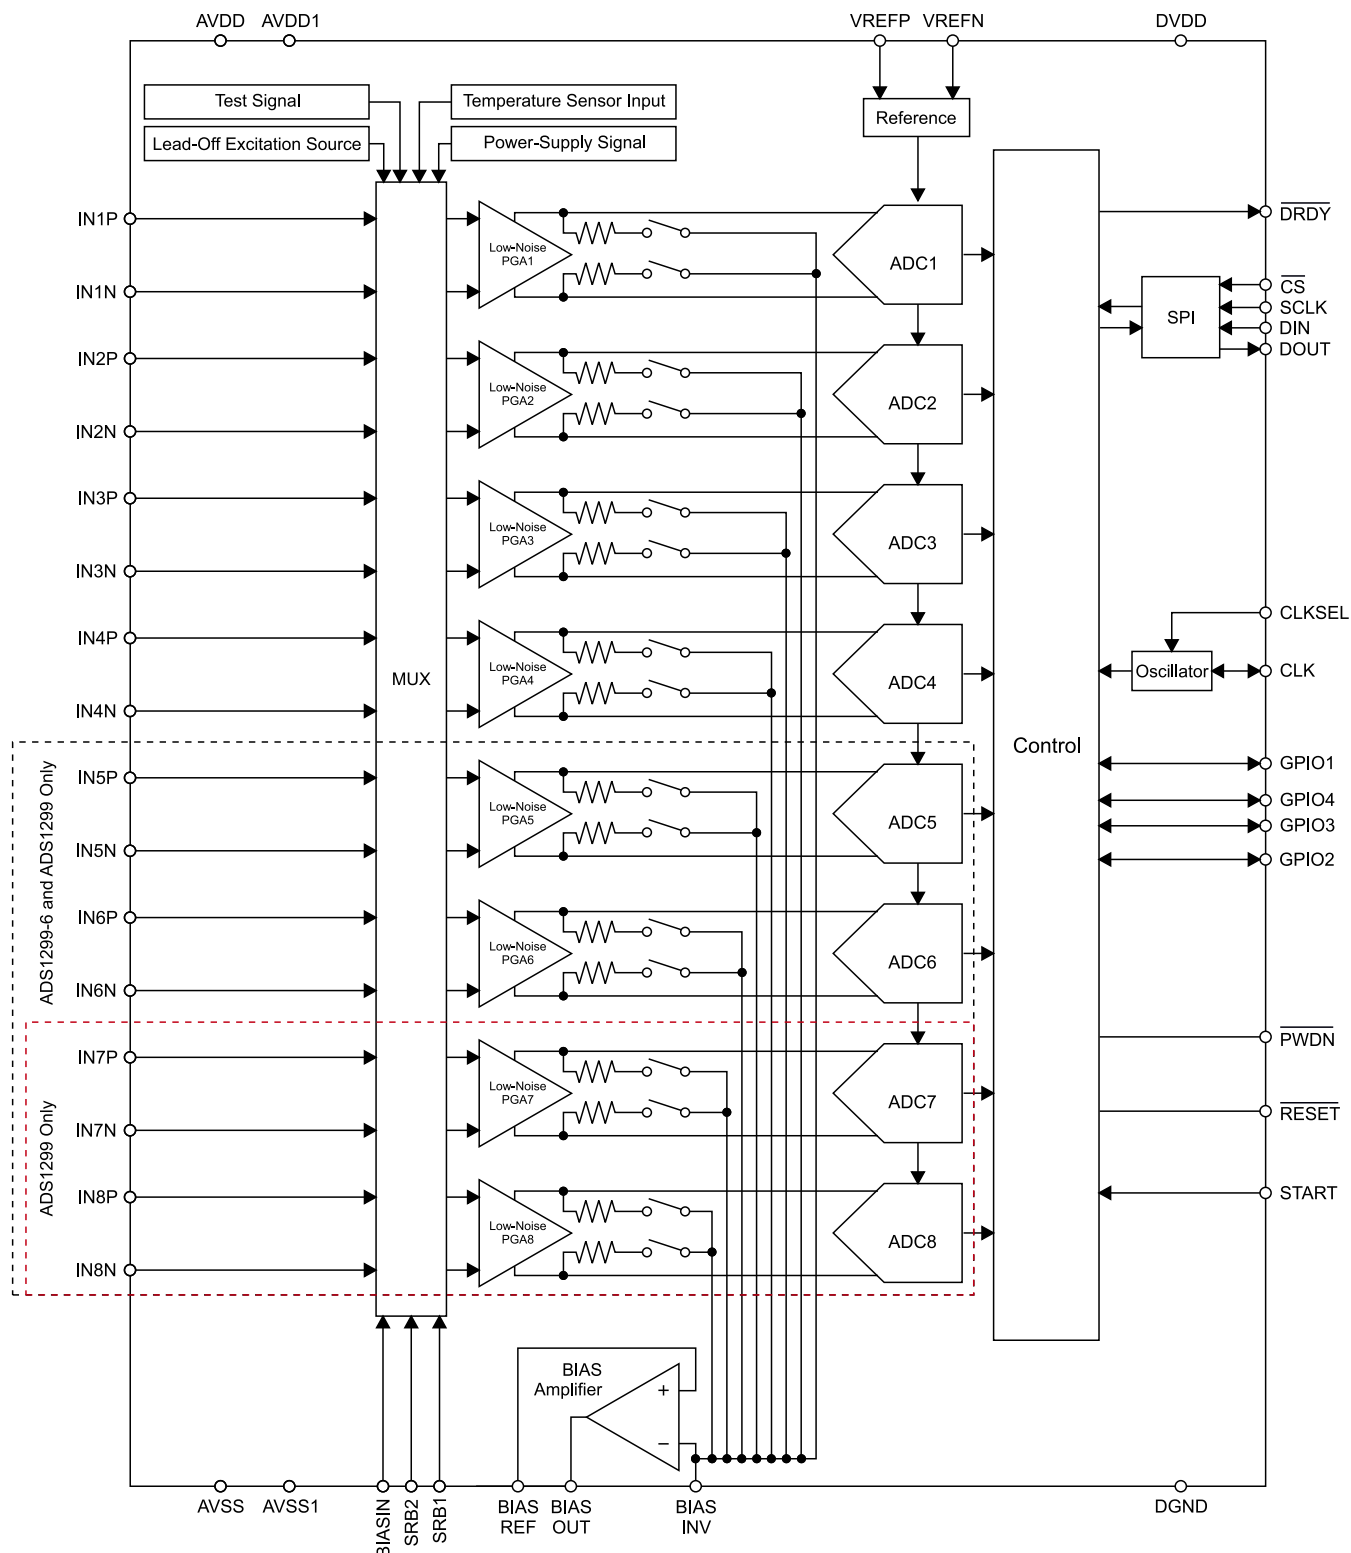 AVDD AVDD1 VREFP VREFN DVDD
Test Signal
Temperature Sensor Input
Lead-Off Excitation Source
Power-Supply Signal
Reference
IN1P
IN1N
IN2P
IN2N
IN3P
IN3N
IN4P
IN4N
IN5P
IN5N
IN6P
IN6N
IN7P
IN7N
IN8P
IN8N
ADS1299-6 and ADS1299 Only
ADS1299 Only
MUX
Low-Noise
PGA1
Low-Noise
PGA2
Low-Noise
PGA3
Low-Noise
PGA4
Low-Noise
PGA5
Low-Noise
PGA6
Low-Noise
PGA7
Low-Noise
PGA8
ADC1
ADC2
ADC3
ADC4
ADC5
ADC6
ADC7
ADC8
Control
SPI
Oscillator
DRDY
CS
SCLK
DIN
DOUT
CLKSEL
CLK
GPIO1
GPIO4
GPIO3
GPIO2
PWDN
RESET
START
BIAS
Amplifier
+
−
AVSS AVSS1
BIASIN
SRB2
SRB1
BIAS
REF
BIAS
OUT
BIAS
INV
DGND